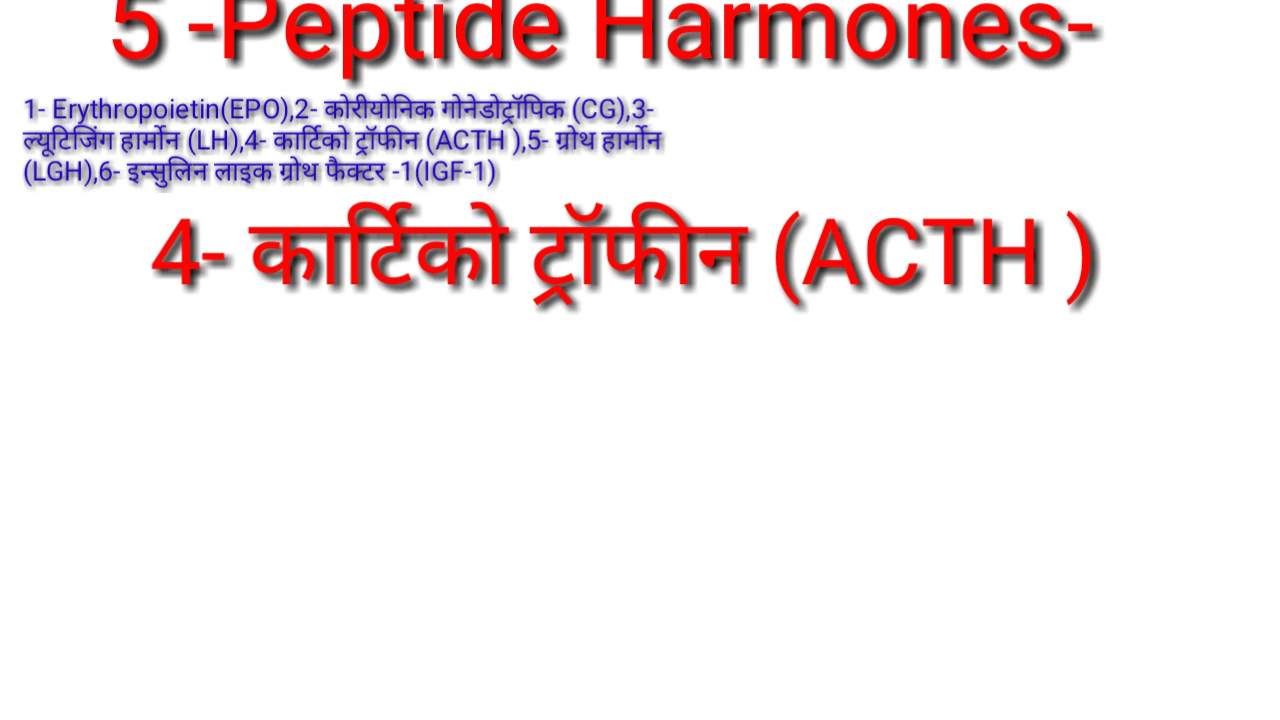 5 -Peptide Harmones-
1- Erythropoietin(EPO),2- कोरीयोनिक गोनेडोट्रॉपिक (CG),3-
ल्यूटिजिंग हार्मोन (LH),4- कार्टिको ट्रॉफीन (ACTH ),5- ग्रोथ हार्मोन
(LGH),6- इन्सुलिन लाइक ग्रोथ फैक्टर -1(IGF-1)
4- कार्टिको ट्रॉफीन (ACTH )